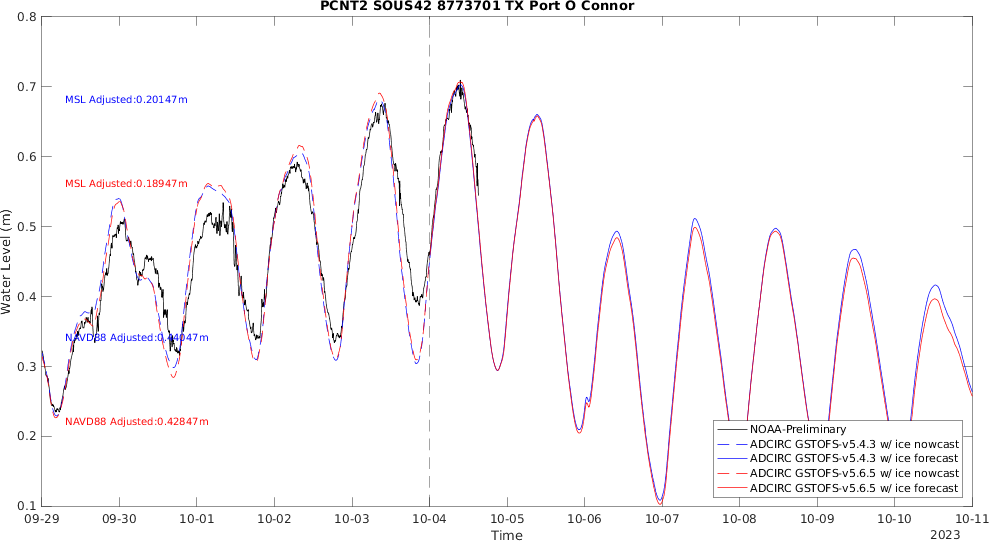 PCNT2 SOUS42 8773701 TX Port O Connor
0.8
0.7
0.6
0.5
0.4
0.3
0.2
0.1
Water Level (m)
MSL Adjusted:0.20147m
MSL Adjusted:0.18947m
NAVD88 Adjusted:0.44047m
NAVD88 Adjusted:0.42847m
NOAA-Preliminary
ADCIRC GSTOFS-v5.4.3 w/ ice nowcast
ADCIRC GSTOFS-v5.4.3 w/ ice forecast
ADCIRC GSTOFS-v5.6.5 w/ ice nowcast
ADCIRC GSTOFS-v5.6.5 w/ ice forecast
09-29 09-30 10-01 10-02 10-03 10-04 10-05 10-06 10-07 10-08 10-09 10-10 10-11
Time
2023